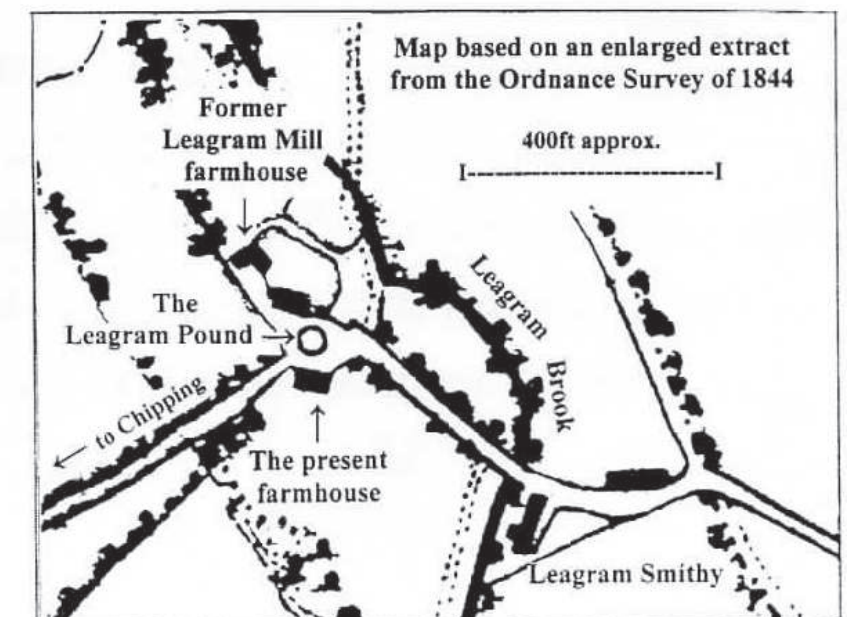 Map based on an enlarged extract
from the Ordnance Survey of 1844
400ft approx.
Former
Leagram Mill
farmhouse
Leagram
Brook
The
Leagram Pound
to Chipping
The present
farmhouse
Leagram Smithy